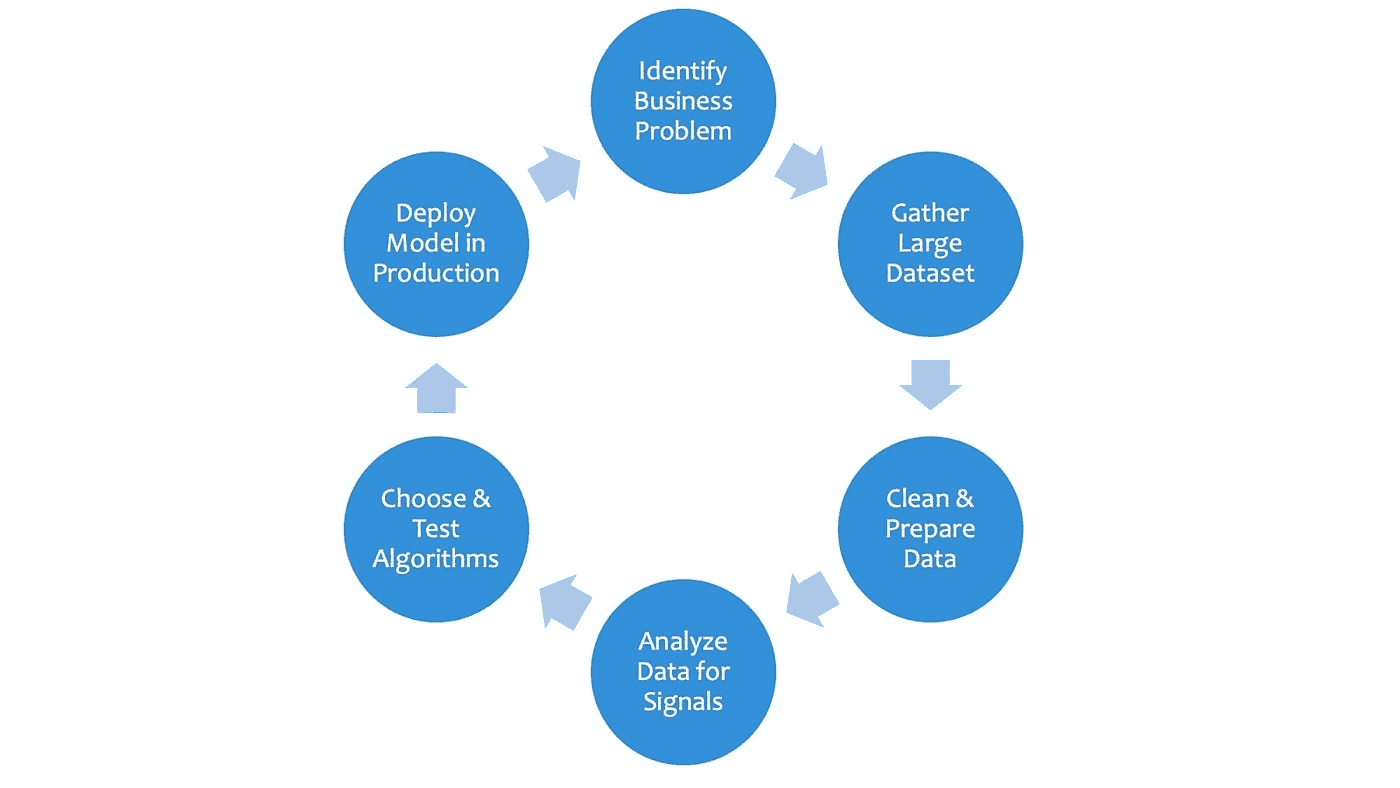 Identify
Business
Problem
Gather
Large
Dataset
Clean &
Prepare
Data
Analyze
Data for
Signals
Choose &
Test
Algorithms
Deploy
Model in
Production